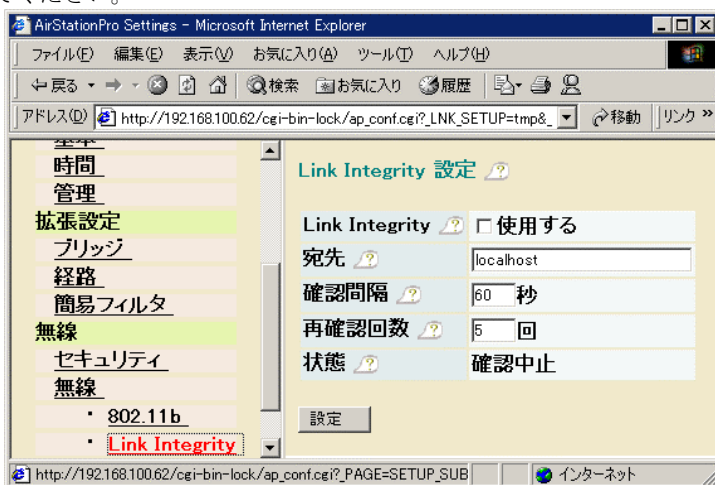 ください。
AirStationPro Settings - Microsoft Internet Explorer
ファイル(F) 編集(E) 表示(V) お気に入り(A) ツール(T) ヘルプ(H)
戻る 検索 お気に入り 履歴
アドレス(D) http://192.168.100.62/cgi-bin-lock/ap_conf.cgi?_LNK_SETUP=tmp&_ 移動 リンク »
基本
時間
管理
拡張設定
ブリッジ
経路
簡易フィルタ
無線
セキュリティ
無線
・ 802.11b
・ Link Integrity
Link Integrity 設定
Link Integrity 使用する
宛先 localhost
確認間隔 60 秒
再確認回数 5 回
状態 確認中止
設定
http://192.168.100.62/cgi-bin-lock/ap_conf.cgi?_PAGE=SETUP_SUB インターネット